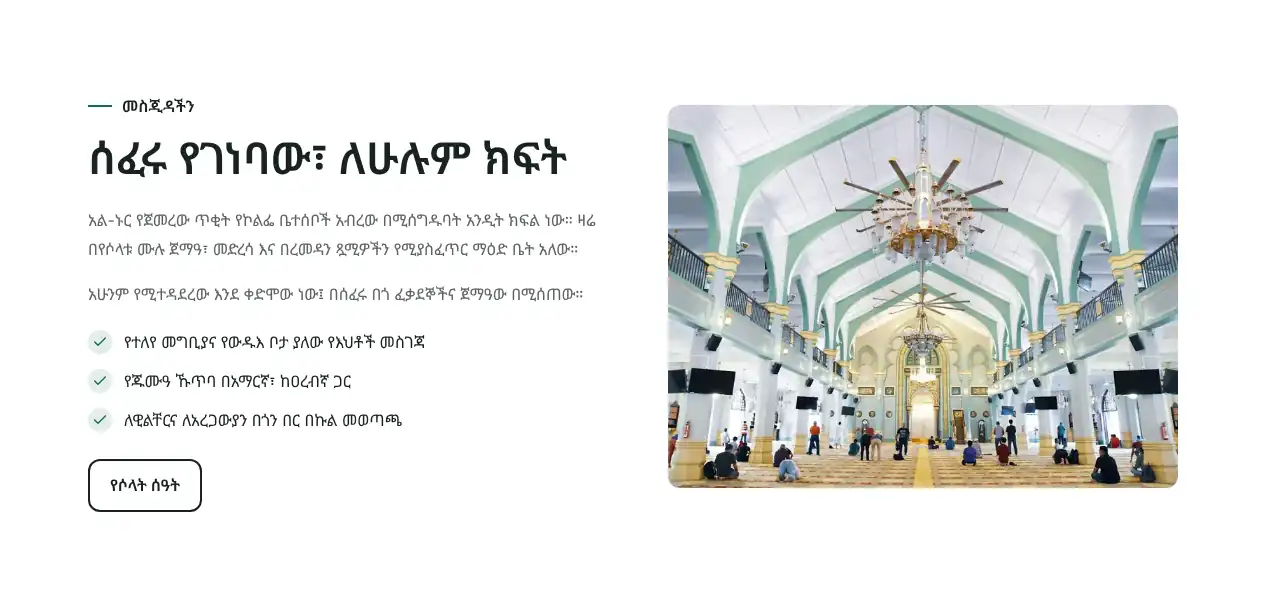 መስጂዳችን
ሰፈሩ የገነባው፣ ለሁሉም ክፍት
አል-ኑር የጀመረው ጥቂት የኮልፌ ቤተሰቦች አብረው በሚሰግዱባት አንዲት ክፍል ነው። ዛሬ
በየሶላቱ ሙሉ ጀማዓ፣ መድረሳ እና በረመዳን ጿሚዎችን የሚያስፈጥር ማዕድ ቤት አለው።
አሁንም የሚተዳደረው እንደ ቀድሞው ነው፤ በሰፈሩ በጎ ፈቃደኞችና ጀማዓው በሚሰጠው።
የተለየ መግቢያና የውዱእ ቦታ ያለው የእህቶች መስገጃ
የጁሙዓ ኹጥባ በአማርኛ፣ ከዐረብኛ ጋር
ለዊልቸርና ለአረጋውያን በጎን በር በኩል መወጣጫ
የሶላት ሰዓት